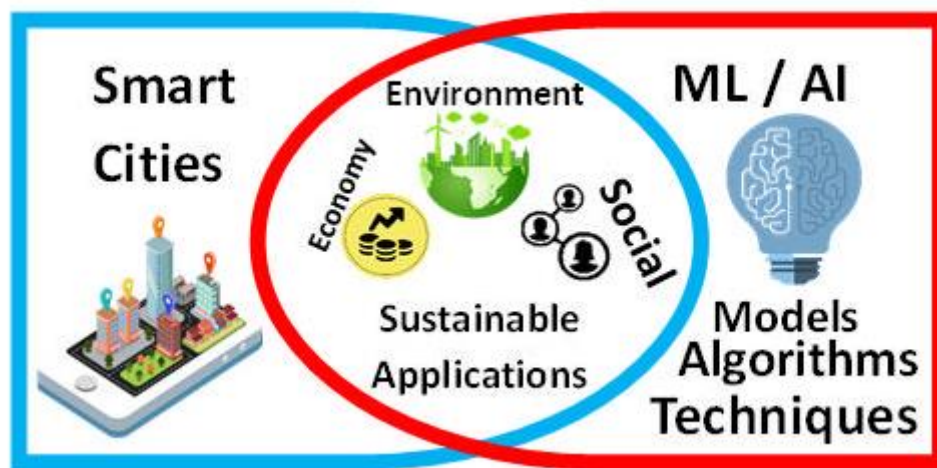 Smart
Cities
Environment
Economy
Social
Sustainable
Applications
ML / AI
Models
Algorithms
Techniques